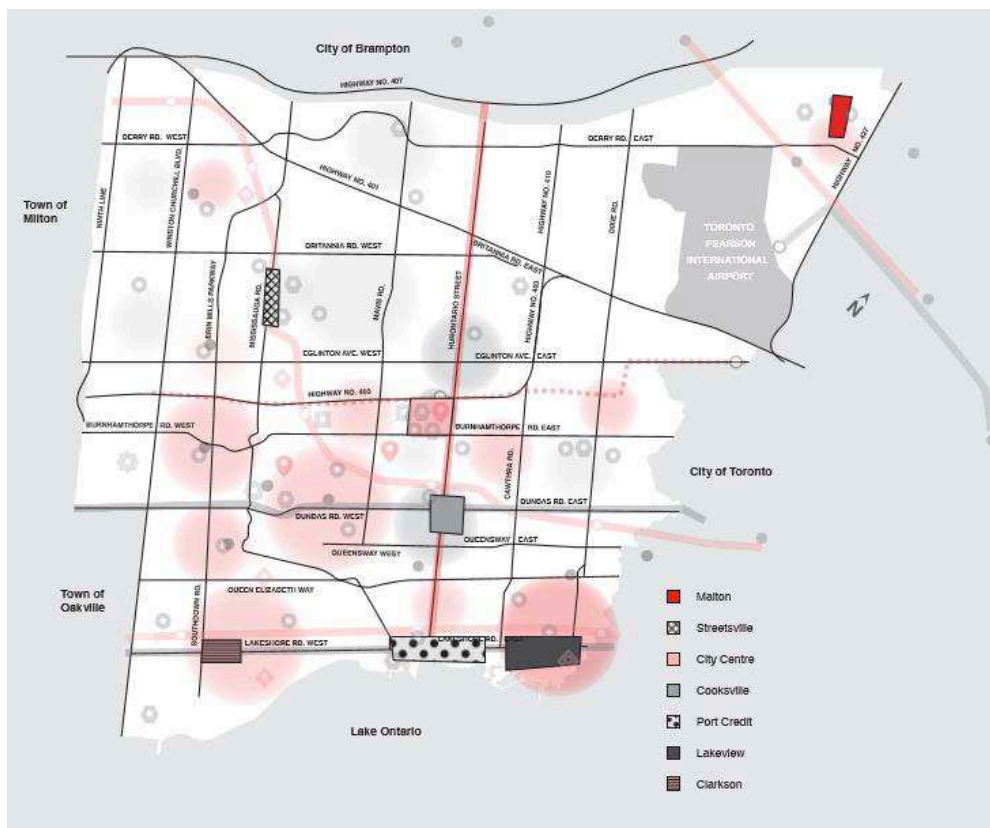 City of Brampton
HIGHWAY NO. 407
DERRY RD. WEST
DERRY RD. EAST
HIGHWAY NO. 427
HIGHWAY NO. 401
NINTH LINE
WINSTON CHURCHILL BLVD.
HIGHWAY NO. 410
DIXIE RD.
Town of
Milton
TORONTO
PEARSON
INTERNATIONAL
AIRPORT
BRITANNIA RD. WEST
BRITANNIA RD. EAST
ERIN MILLS PARKWAY
MISSISSAUGA RD.
MAVIS RD.
HURONTARIO STREET
HIGHWAY NO. 403
N
EGLINTON AVE. WEST
EGLINTON AVE. EAST
HIGHWAY NO. 403
BURNHAMTHORPE RD. WEST
BURNHAMTHORPE RD. EAST
CAWTHRA RD.
City of Toronto
DUNDAS RD. WEST
DUNDAS RD. EAST
QUEENSWAY WEST
QUEENSWAY EAST
QUEEN ELIZABETH WAY
Town of
Oakville
SOUTHDOWN RD.
LAKESHORE RD. WEST
LAKESHORE RD. EAST
Lake Ontario
Malton
Streetsville
City Centre
Cooksville
Port Credit
Lakeview
Clarkson